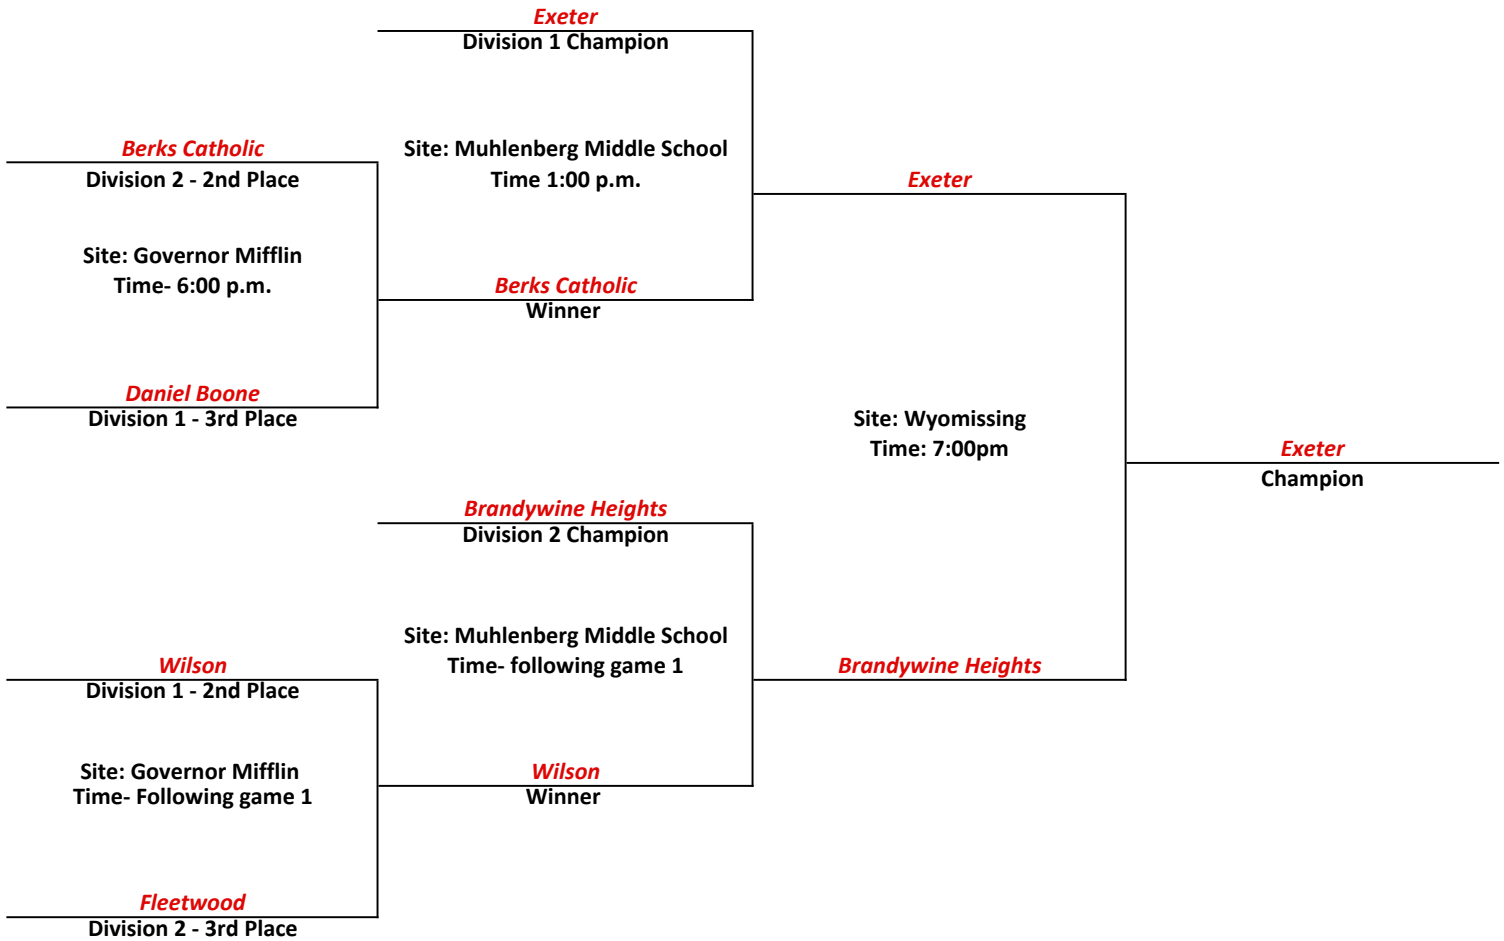 Exeter
Division 1 Champion
Berks Catholic
Division 2 - 2nd Place
Site: Muhlenberg Middle School
Time 1:00 p.m.
Exeter
Site: Governor Mifflin
Time- 6:00 p.m.
Berks Catholic
Winner
Daniel Boone
Division 1 - 3rd Place
Site: Wyomissing
Time: 7:00pm
Exeter
Champion
Brandywine Heights
Division 2 Champion
Site: Muhlenberg Middle School
Time- following game 1
Wilson
Division 1 - 2nd Place
Brandywine Heights
Site: Governor Mifflin
Time- Following game 1
Wilson
Winner
Fleetwood
Division 2 - 3rd Place